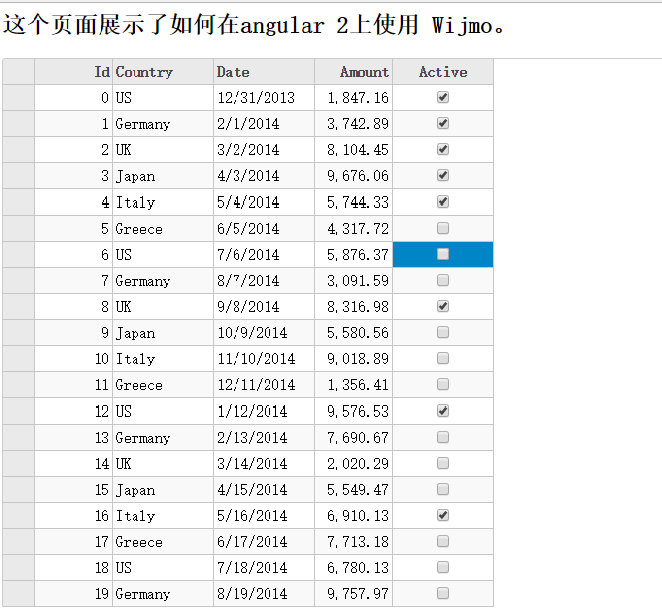 这个页面展示了如何在angular 2上使用 Wijmo。
Id Country Date Amount Active
0 US 12/31/2013 1,847.16
1 Germany 2/1/2014 3,742.89
2 UK 3/2/2014 8,104.45
3 Japan 4/3/2014 9,676.06
4 Italy 5/4/2014 5,744.33
5 Greece 6/5/2014 4,317.72
6 US 7/6/2014 5,876.37
7 Germany 8/7/2014 3,091.59
8 UK 9/8/2014 8,316.98
9 Japan 10/9/2014 5,580.56
10 Italy 11/10/2014 9,018.89
11 Greece 12/11/2014 1,356.41
12 US 1/12/2014 9,576.53
13 Germany 2/13/2014 7,690.67
14 UK 3/14/2014 2,020.29
15 Japan 4/15/2014 5,549.47
16 Italy 5/16/2014 6,910.13
17 Greece 6/17/2014 7,713.18
18 US 7/18/2014 6,780.13
19 Germany 8/19/2014 9,757.97